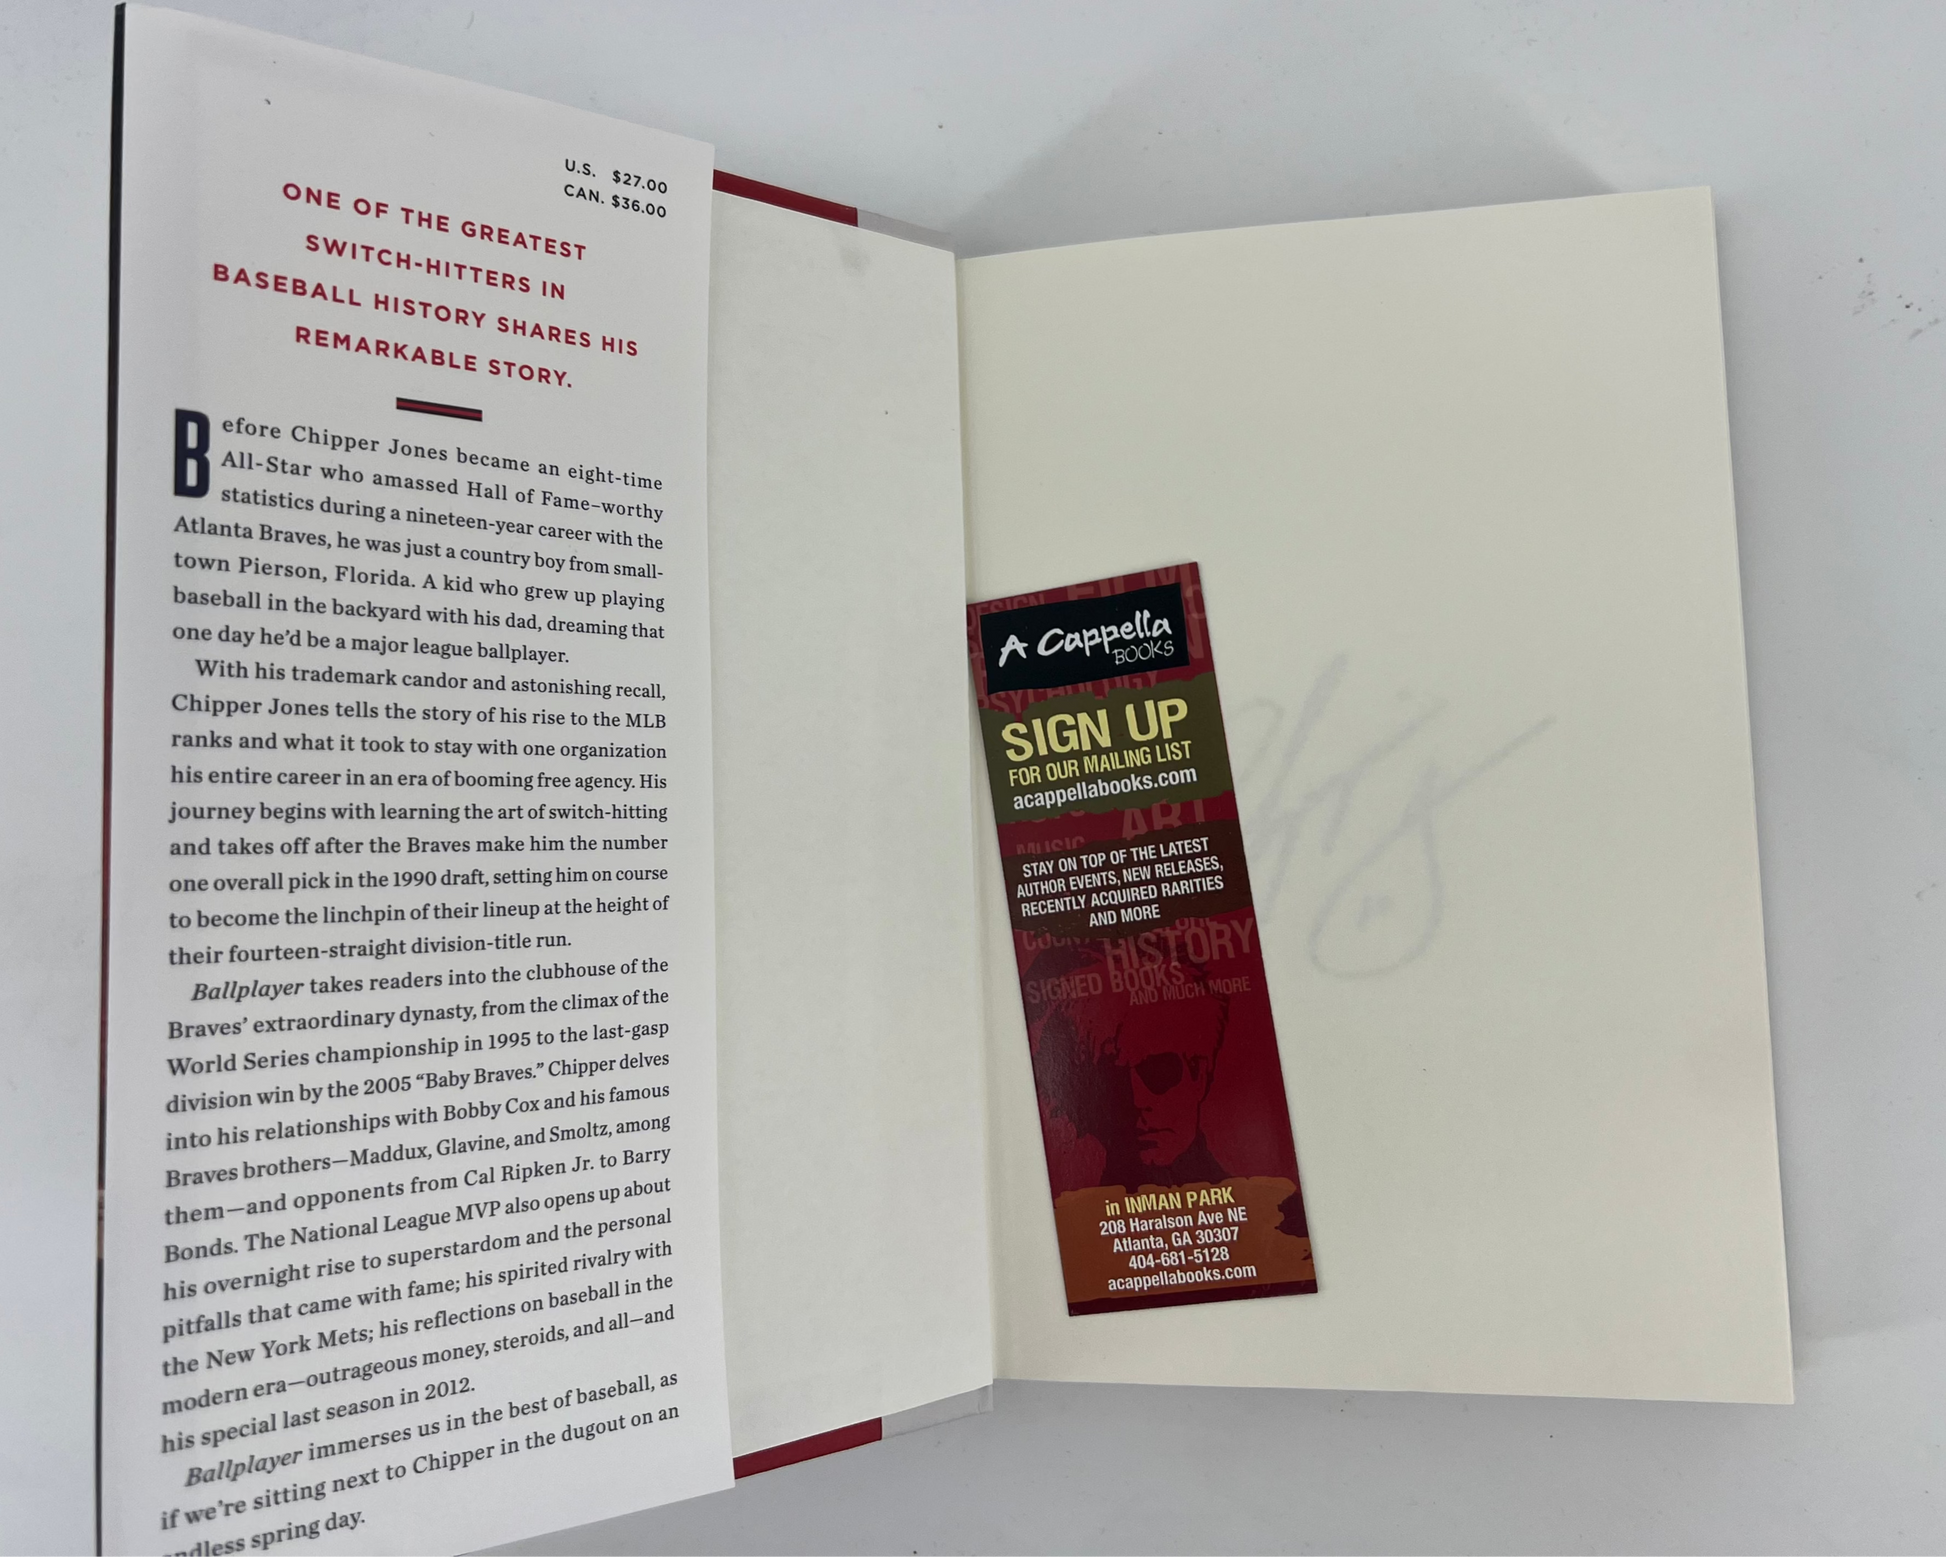 U.S. $27.00
CAN. $36.00
ONE OF THE GREATEST
SWITCH-HITTERS IN
BASEBALL HISTORY SHARES HIS
REMARKABLE STORY.
Before Chipper Jones became an eight-time
All-Star who amassed Hall of Fame–worthy
statistics during a nineteen-year career with the
Atlanta Braves, he was just a country boy from small-
town Pierson, Florida. A kid who grew up playing
baseball in the backyard with his dad, dreaming that
one day he’d be a major league ballplayer.
With his trademark candor and astonishing recall,
Chipper Jones tells the story of his rise to the MLB
ranks and what it took to stay with one organization
his entire career in an era of booming free agency. His
journey begins with learning the art of switch-hitting
and takes off after the Braves make him the number
one overall pick in the 1990 draft, setting him on course
to become the linchpin of their lineup at the height of
their fourteen-straight division-title run.
Ballplayer takes readers into the clubhouse of the
Braves’ extraordinary dynasty, from the climax of the
World Series championship in 1995 to the last-gasp
division win by the 2005 “Baby Braves.” Chipper delves
into his relationships with Bobby Cox and his famous
Braves brothers—Maddux, Glavine, and Smoltz, among
them—and opponents from Cal Ripken Jr. to Barry
Bonds. The National League MVP also opens up about
his overnight rise to superstardom and the personal
pitfalls that came with fame; his spirited rivalry with
the New York Mets; his reflections on baseball in the
modern era—outrageous money, steroids, and all—and
his special last season in 2012.
Ballplayer immerses us in the best of baseball, as
if we’re sitting next to Chipper in the dugout on an
ndless spring day.
DESIGN FILM
A Cappella
BOOKS
PSYCHOLOGY
SIGN UP
FOR OUR MAILING LIST
acappellabooks.com
ART
MUSIC
STAY ON TOP OF THE LATEST
AUTHOR EVENTS, NEW RELEASES,
RECENTLY ACQUIRED RARITIES
AND MORE
HISTORY
SIGNED BOOKS
AND MUCH MORE
in INMAN PARK
208 Haralson Ave NE
Atlanta, GA 30307
404-681-5128
acappellabooks.com